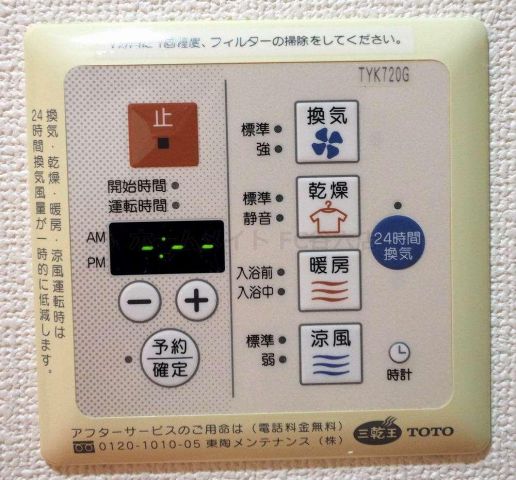 1か月に1回程度、フィルターの掃除をしてください。
TYK720G
止
開始時間
運転時間
AM
PM
-:--
予約
確定
標準
強
換気
標準
静音
乾燥
入浴前
入浴中
暖房
標準
弱
涼風
24時間
換気
時計
換気・乾燥・暖房・涼風運転時は
24時間換気風量が一時的に低減します。
アフターサービスのご用命は(電話料金無料)
0120-1010-05 東陶メンテナンス(株)
三乾王 TOTO